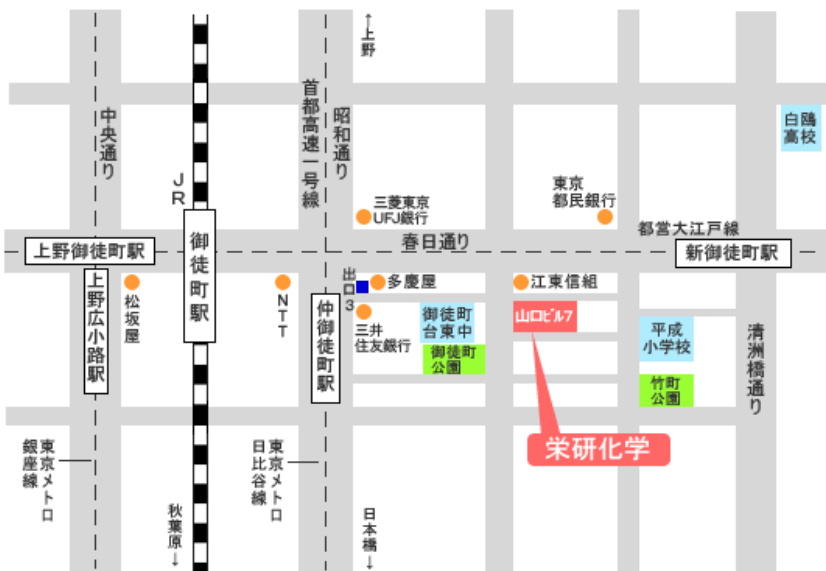 ↑上野
中央通り
首都高速一号線
昭和通り
白鴎
高校
JR
三菱東京
UFJ銀行
東京
都民銀行
都営大江戸線
春日通り
上野御徒町駅
御徒町駅
新御徒町駅
上野広小路駅
松坂屋
NTT
出口3
多慶屋
江東信組
仲御徒町駅
三井
住友銀行
御徒町
台東中
御徒町
公園
山口ビル7
平成
小学校
竹町
公園
清洲橋通り
栄研化学
東京メトロ
銀座線
東京メトロ
日比谷線
秋葉原↓
日本橋↓